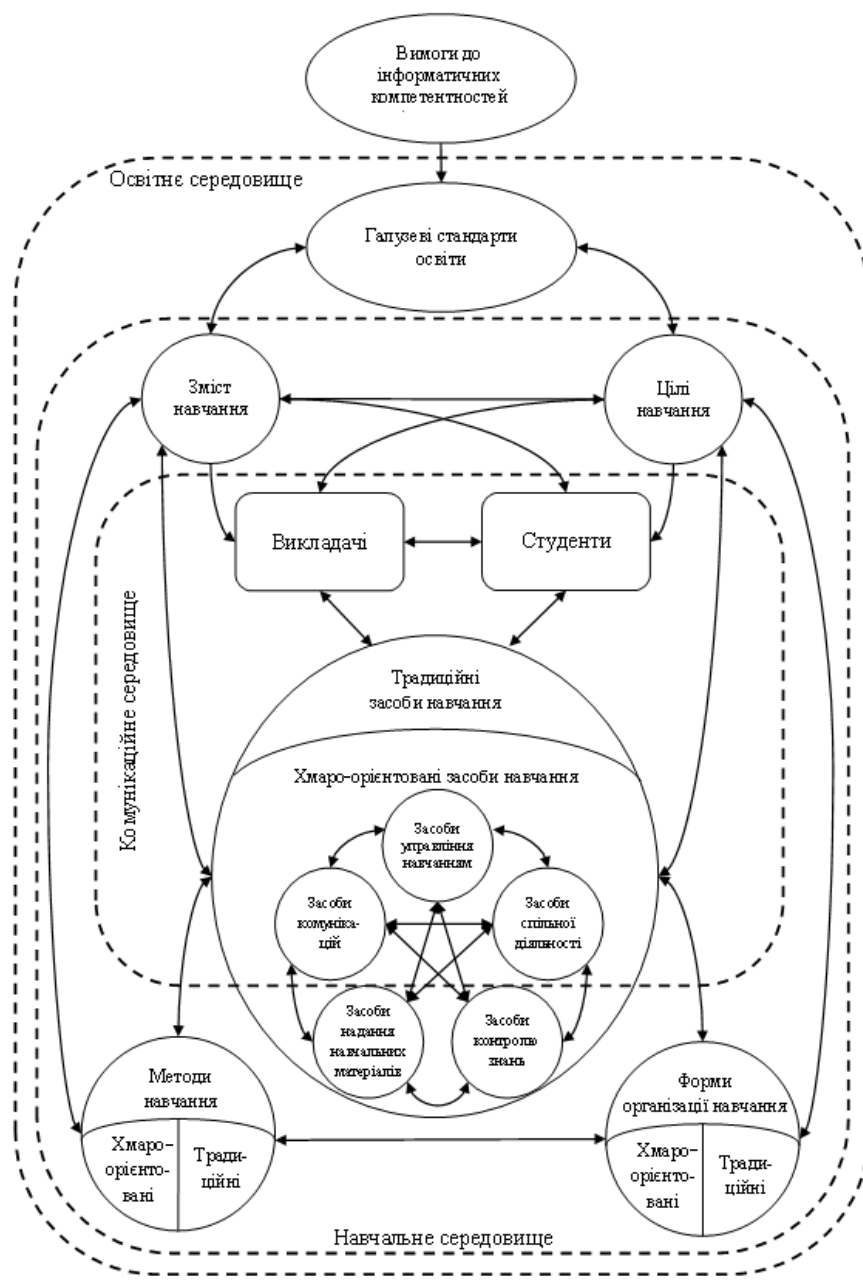 Вимоги до
інформатичних
компетентностей
Освітнє середовище
Галузеві стандарти
освіти
Зміст
навчання
Цілі
навчання
Викладачі
Студенти
Комунікаційне середовище
Традиційні
засоби навчання
Хмаро-орієнтовані засоби навчання
Засоби
управління
навчанням
Засоби
комуніка-
цій
Засоби
спільної
діяльності
Засоби
надання
навчальних
матеріалів
Засоби
контролю
знань
Методи
навчання
Хмаро-
орієнто-
вані
Тради-
ційні
Форми
організації навчання
Хмаро-
орієнто-
вані
Тради-
ційні
Навчальне середовище